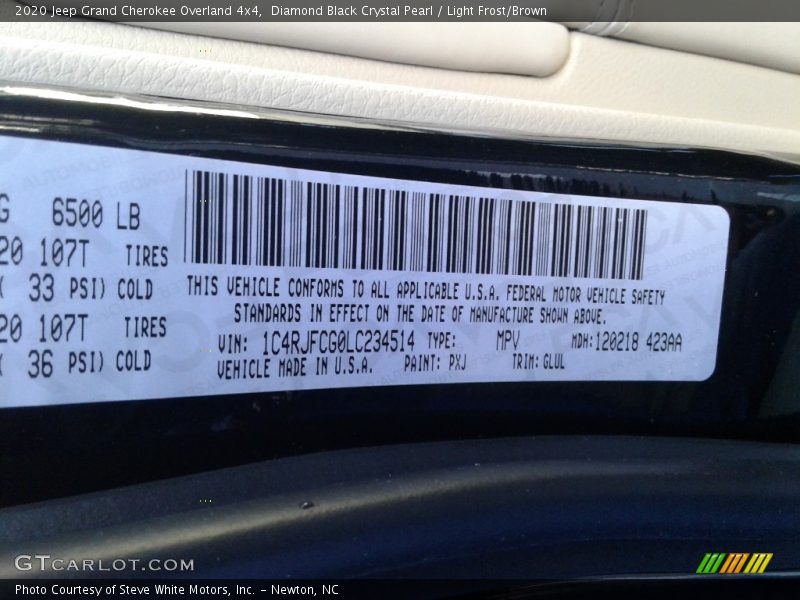 2020 Jeep Grand Cherokee Overland 4x4,  Diamond Black Crystal Pearl / Light Frost/Brown
G 6500 LB
20 107T TIRES
( 33 PSI) COLD
20 107T TIRES
( 36 PSI) COLD
THIS VEHICLE CONFORMS TO ALL APPLICABLE U.S.A. FEDERAL MOTOR VEHICLE SAFETY
STANDARDS IN EFFECT ON THE DATE OF MANUFACTURE SHOWN ABOVE.
VIN: 1C4RJFCG0LC234514 TYPE: MPV MDH:120218 423AA
VEHICLE MADE IN U.S.A. PAINT: PXJ TRIM: GLUL
GTCARLOT.COM
Photo Courtesy of Steve White Motors, Inc. – Newton, NC